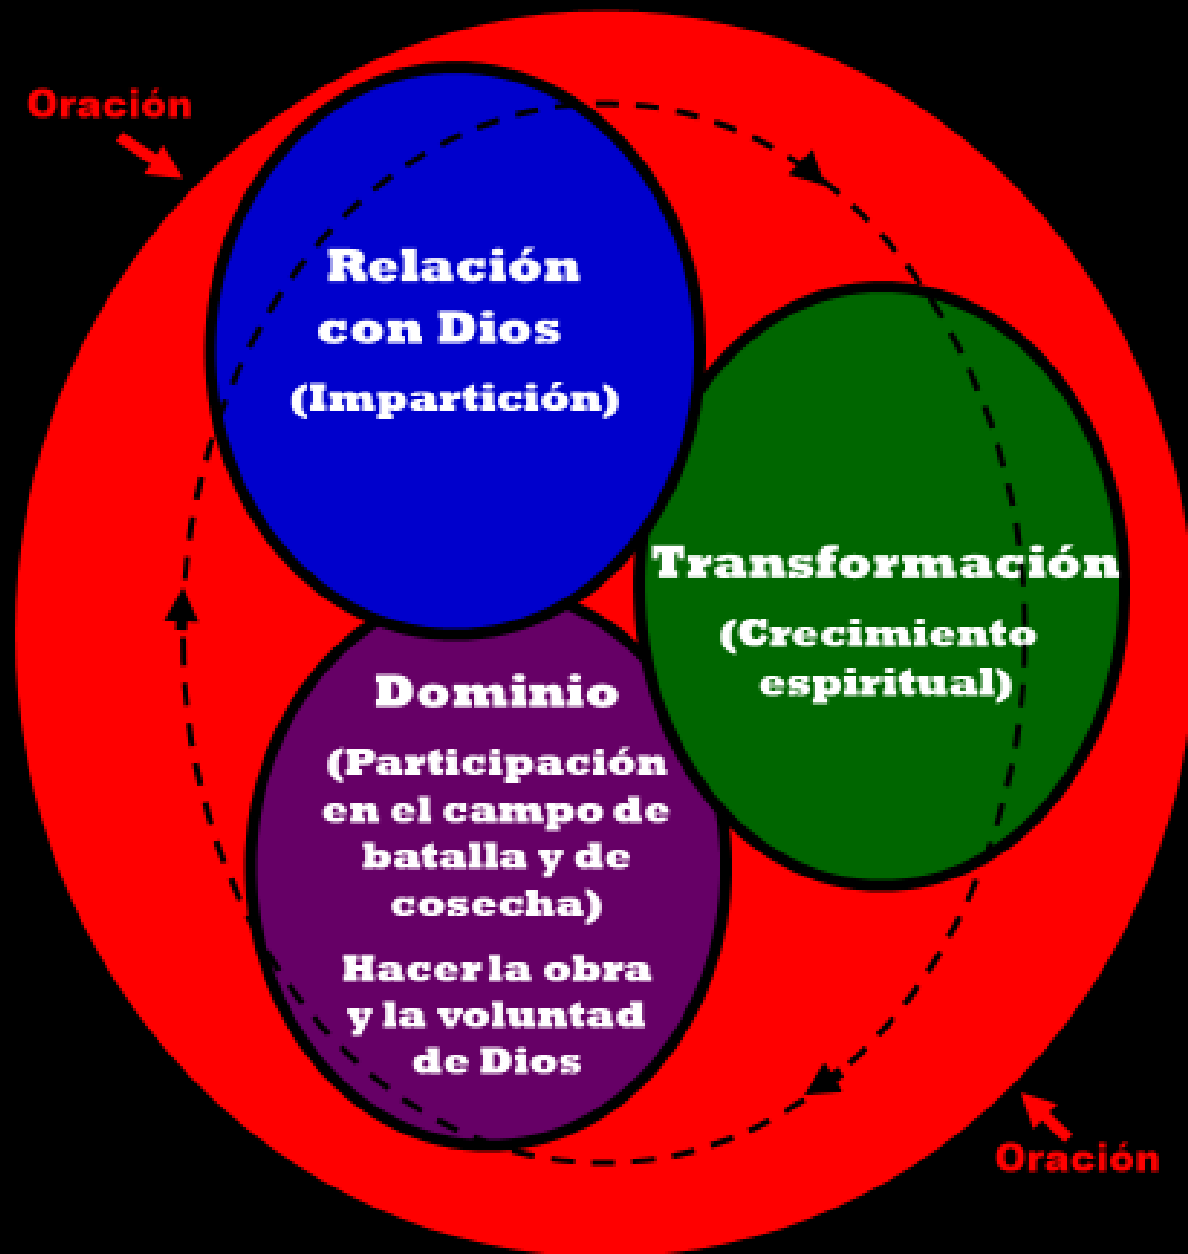 Oración
Relación
con Dios
(Impartición)
Transformación
(Crecimiento
espiritual)
Dominio
(Participación
en el campo de
batalla y de
cosecha)
Hacer la obra
y la voluntad
de Dios
Oración